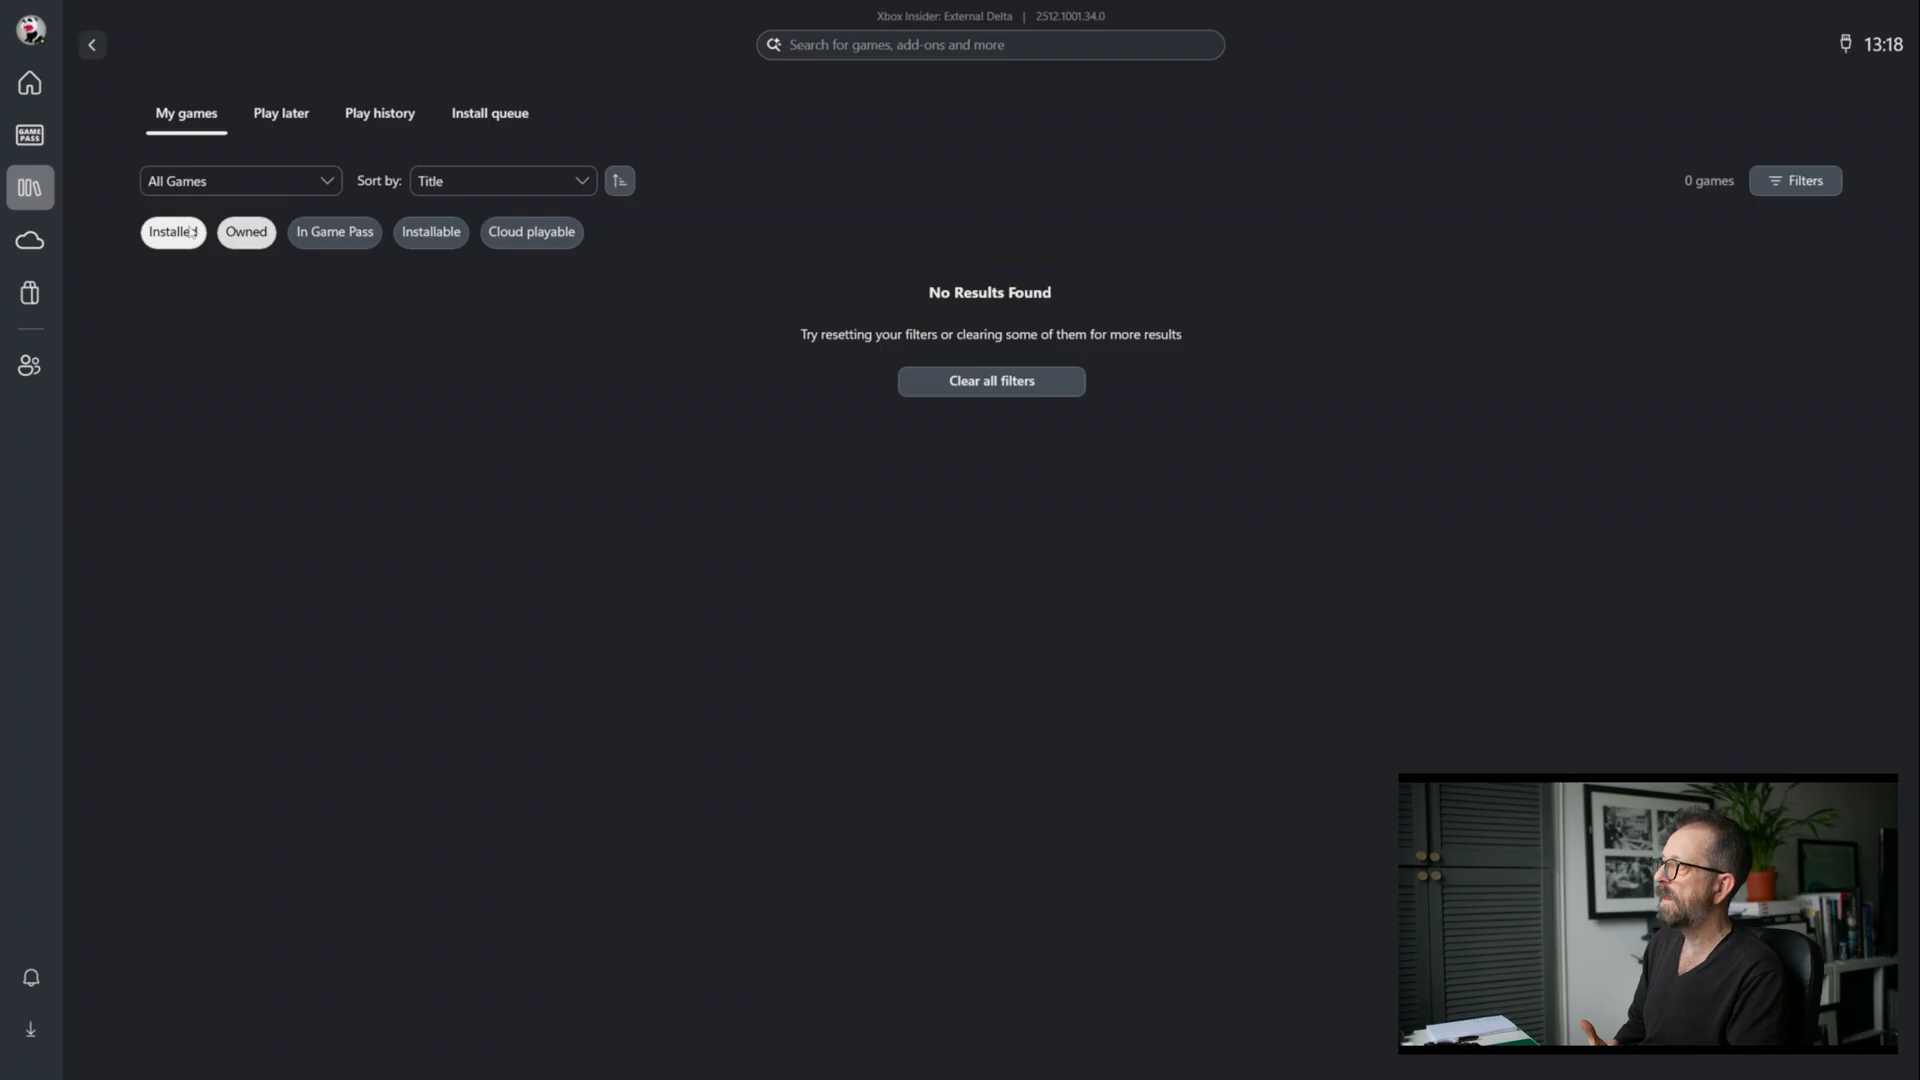 Xbox Insider: External Delta | 2512.1001.34.0
Search for games, add-ons and more
13:18
GAME PASS
My games Play later Play history Install queue
All Games Sort by: Title 0 games Filters
Installed Owned In Game Pass Installable Cloud playable
No Results Found
Try resetting your filters or clearing some of them for more results
Clear all filters